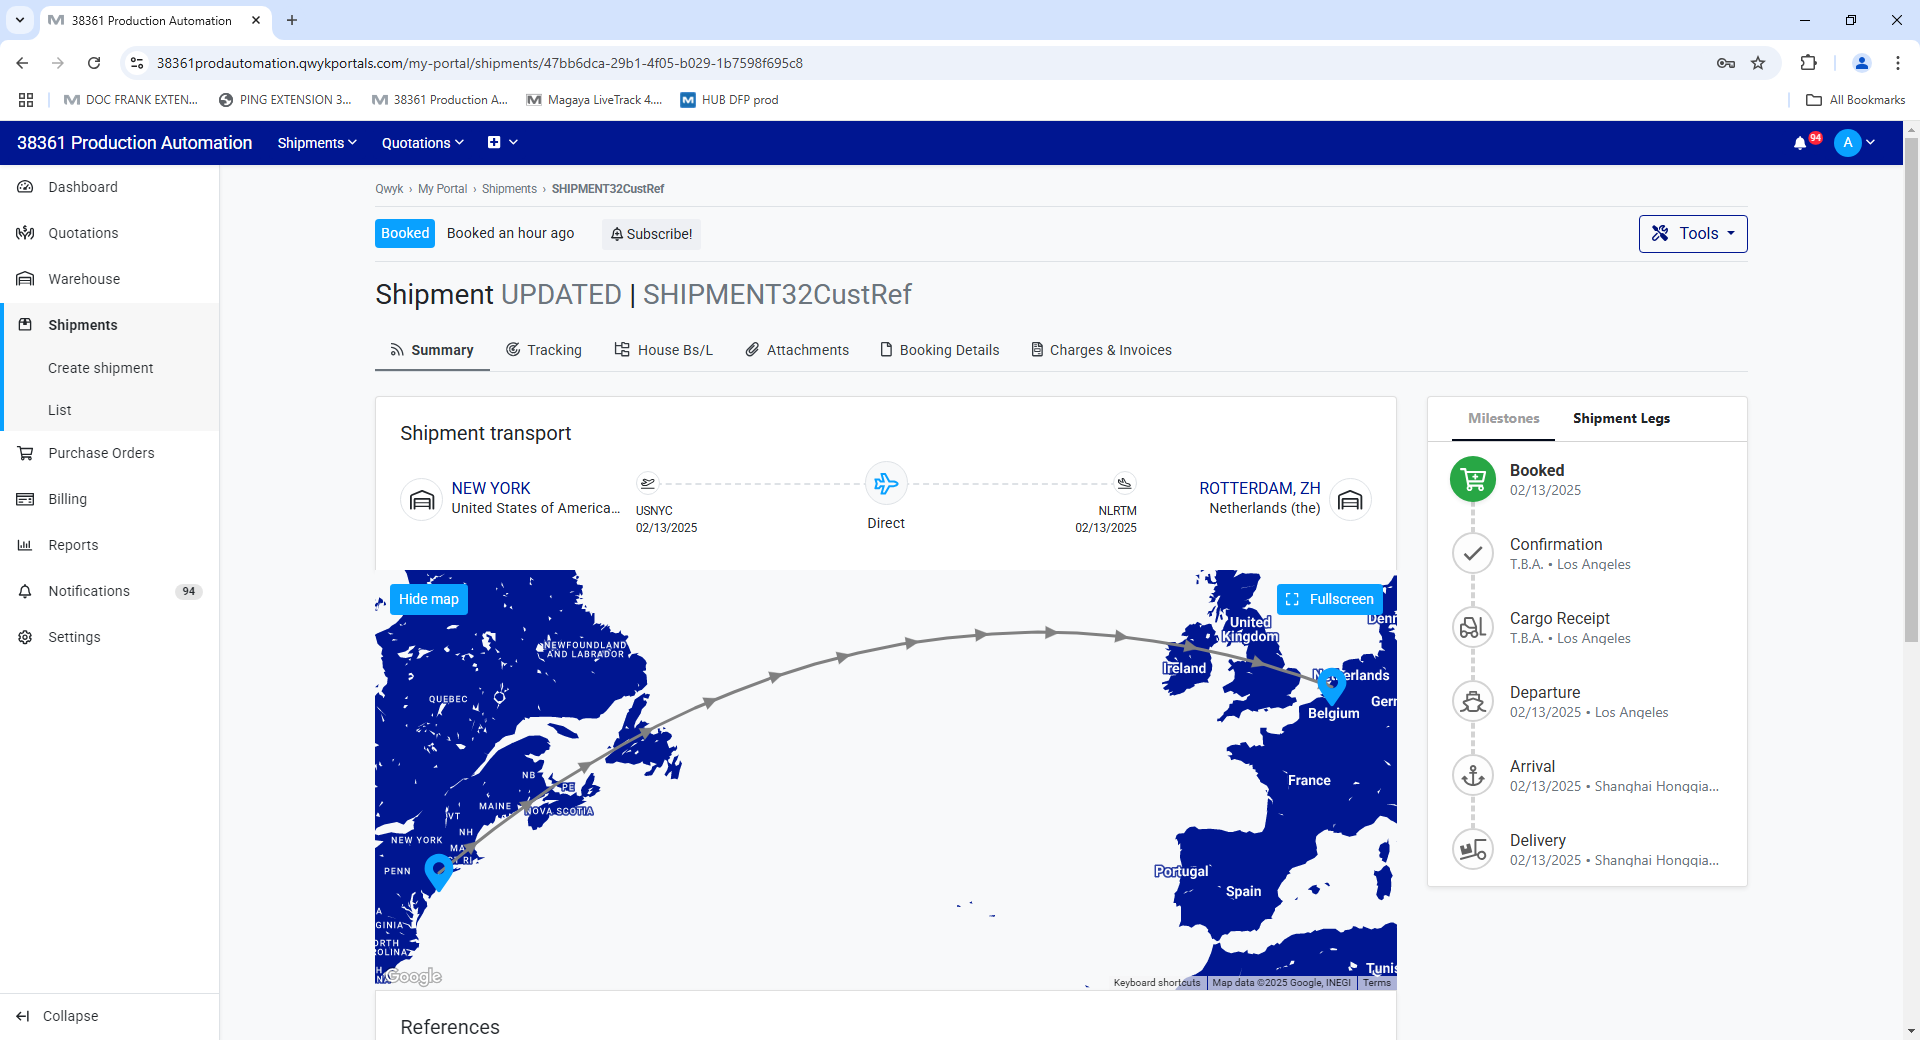 38361 Production Automation
38361prodautomation.qwykportals.com/my-portal/shipments/47bb6dca-29b1-4f05-b029-1b7598f695c8
DOC FRANK EXTEN...
PING EXTENSION 3...
38361 Production A...
Magaya LiveTrack 4....
HUB DFP prod
All Bookmarks
38361 Production Automation
Shipments
Quotations
94
A
Dashboard
Quotations
Warehouse
Shipments
Create shipment
List
Purchase Orders
Billing
Reports
Notifications
94
Settings
Collapse
Qwyk › My Portal › Shipments › SHIPMENT32CustRef
Booked
Booked an hour ago
Subscribe!
Tools
Shipment UPDATED | SHIPMENT32CustRef
Summary
Tracking
House Bs/L
Attachments
Booking Details
Charges & Invoices
Shipment transport
NEW YORK
United States of America...
USNYC
02/13/2025
Direct
NLRTM
02/13/2025
ROTTERDAM, ZH
Netherlands (the)
Hide map
Fullscreen
NEWFOUNDLAND
AND LABRADOR
QUEBEC
NB
PE
MAINE
NOVA SCOTIA
VT
NH
NEW YORK
MA
RI
PENN
United
Kingdom
Ireland
Belgium
France
Portugal
Spain
Google
Keyboard shortcuts
Map data ©2025 Google, INEGI
Terms
References
Milestones
Shipment Legs
Booked
02/13/2025
Confirmation
T.B.A. • Los Angeles
Cargo Receipt
T.B.A. • Los Angeles
Departure
02/13/2025 • Los Angeles
Arrival
02/13/2025 • Shanghai Hongqia...
Delivery
02/13/2025 • Shanghai Hongqia...